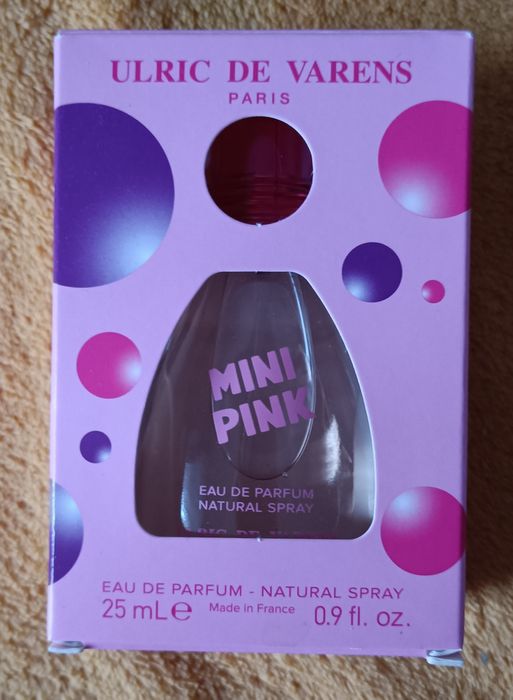 ULRIC DE VARENS
PARIS
MINI
PINK
EAU DE PARFUM
NATURAL SPRAY
EAU DE PARFUM - NATURAL SPRAY
25 mL℮ Made in France 0.9 fl. oz.